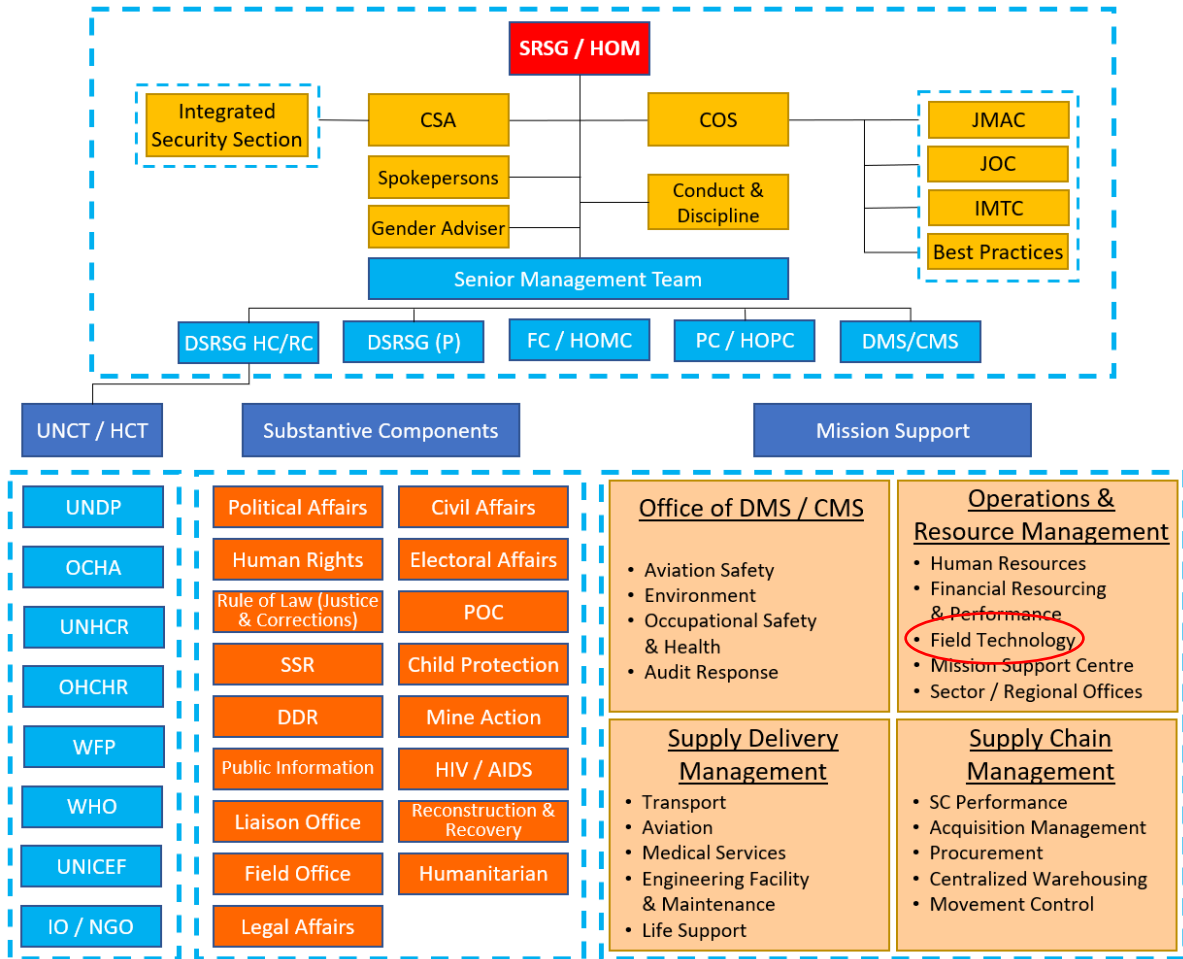 SRSG / HOM
Integrated
Security Section
CSA
COS
JMAC
Spokepersons
JOC
Conduct &
Discipline
IMTC
Gender Adviser
Best Practices
Senior Management Team
DSRSG HC/RC
DSRSG (P)
FC / HOMC
PC / HOPC
DMS/CMS
UNCT / HCT
Substantive Components
Mission Support
UNDP
OCHA
UNHCR
OHCHR
WFP
WHO
UNICEF
IO / NGO
Political Affairs
Human Rights
Rule of Law (Justice
& Corrections)
SSR
DDR
Public Information
Liaison Office
Field Office
Legal Affairs
Civil Affairs
Electoral Affairs
POC
Child Protection
Mine Action
HIV / AIDS
Reconstruction &
Recovery
Humanitarian
Office of DMS / CMS
• Aviation Safety
• Environment
• Occupational Safety
& Health
• Audit Response
Operations &
Resource Management
• Human Resources
• Financial Resourcing
& Performance
• Field Technology
• Mission Support Centre
• Sector / Regional Offices
Supply Delivery
Management
• Transport
• Aviation
• Medical Services
• Engineering Facility
& Maintenance
• Life Support
Supply Chain
Management
• SC Performance
• Acquisition Management
• Procurement
• Centralized Warehousing
• Movement Control